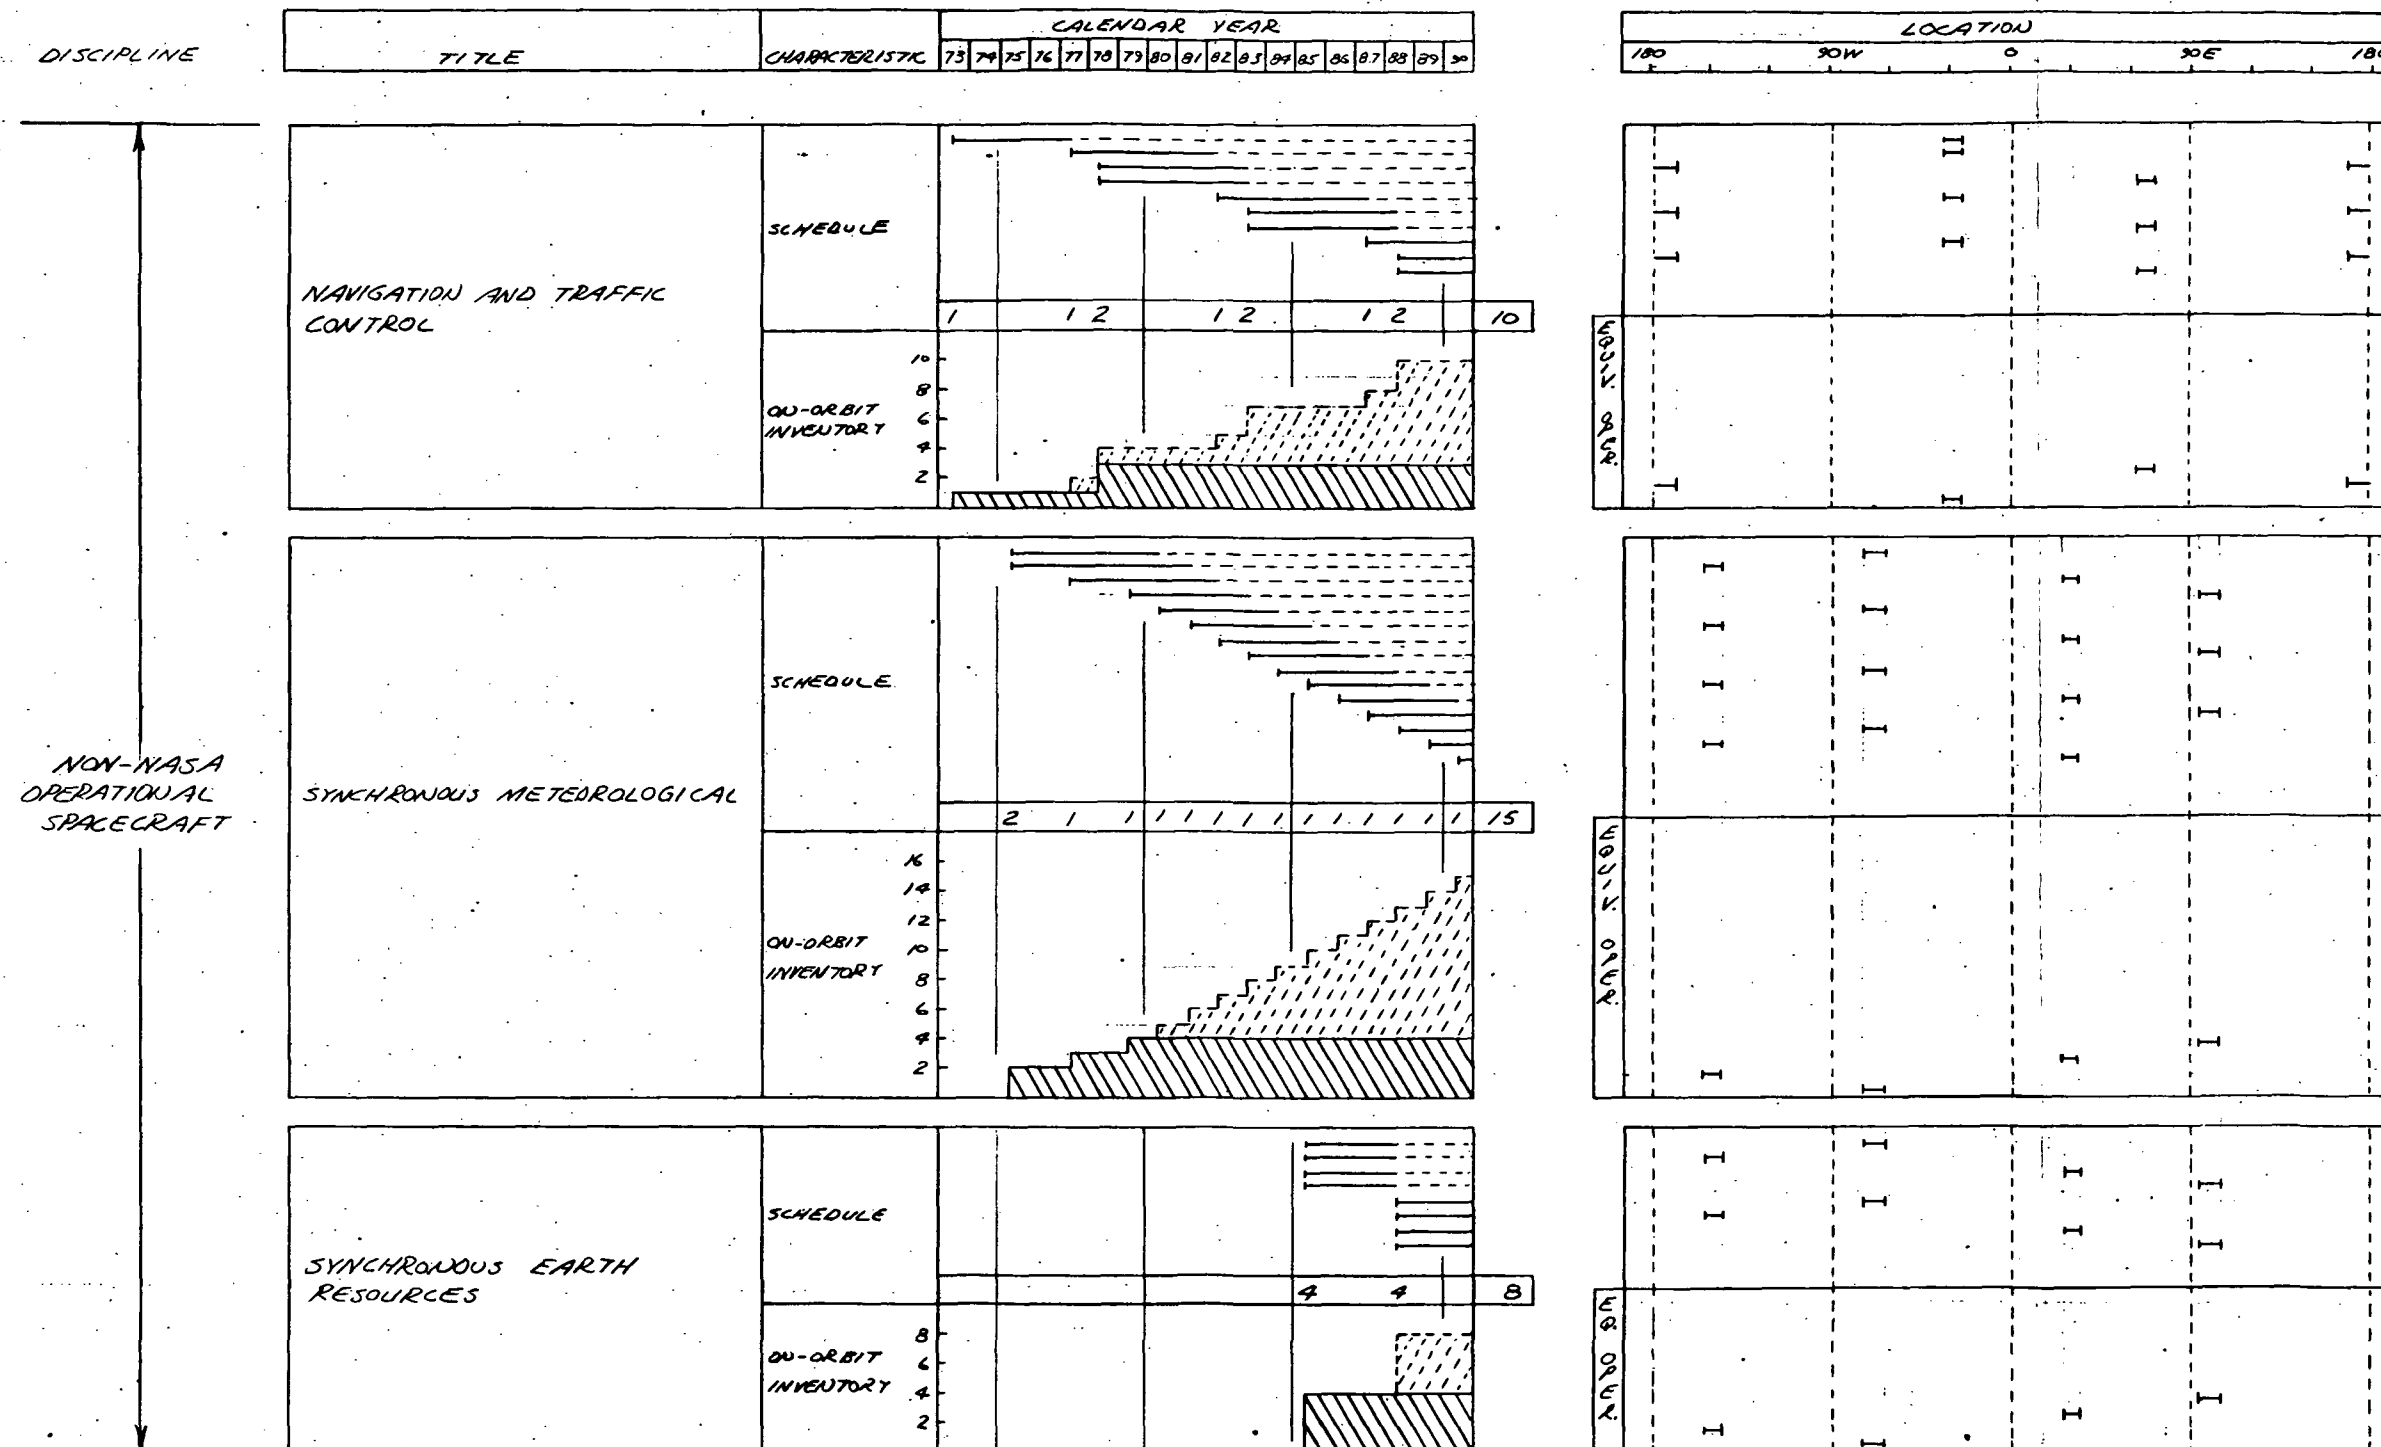 DISCIPLINE
TITLE
CHARACTERISTIC
CALENDAR YEAR
73 74 75 76 77 78 79 80 81 82 83 84 85 86 87 88 89 90
LOCATION
180 90W 0 90E 180
NON-NASA
OPERATIONAL
SPACECRAFT
NAVIGATION AND TRAFFIC
CONTROL
SCHEDULE
1 1 2 1 2 1 2 10
ON-ORBIT
INVENTORY
10
8
6
4
2
EQUIV OPER
SYNCHRONOUS METEOROLOGICAL
SCHEDULE
2 1 1 1 1 1 1 1 1 1 1 1 1 1 15
ON-ORBIT
INVENTORY
16
14
12
10
8
6
4
2
EQUIV OPER
SYNCHRONOUS EARTH
RESOURCES
SCHEDULE
4 4 8
ON-ORBIT
INVENTORY
8
6
4
2
EQ OPER